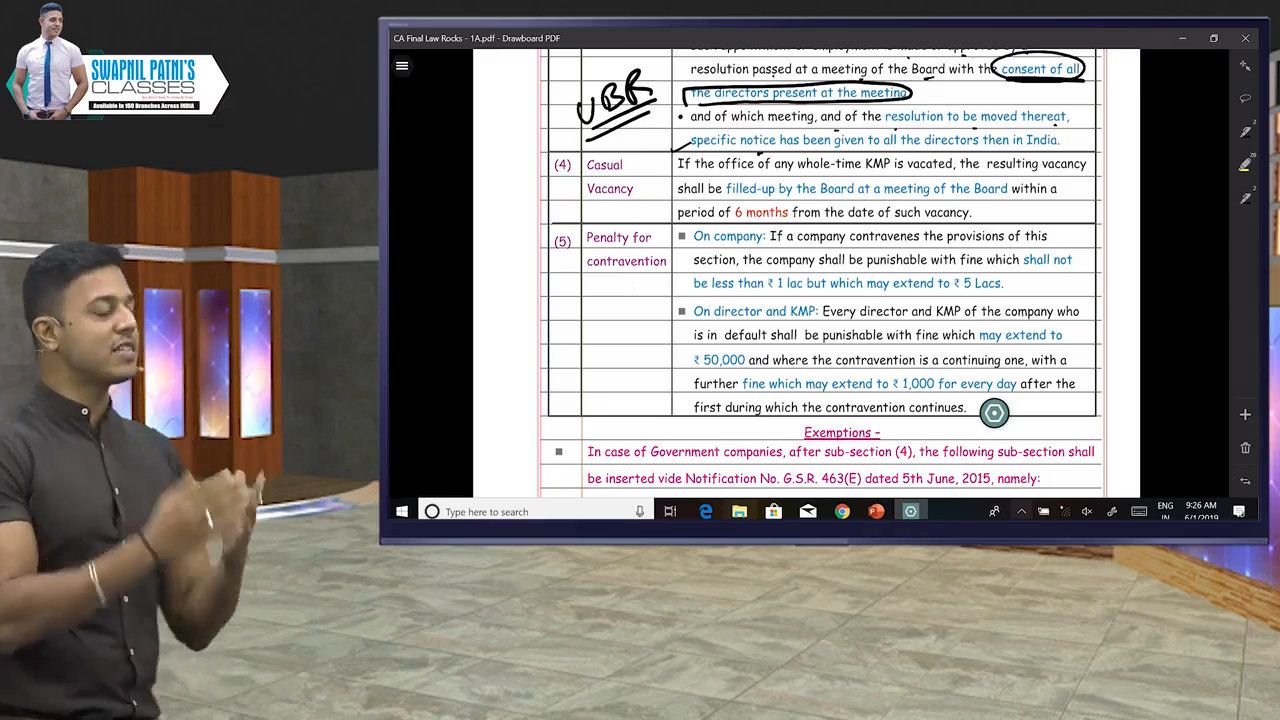 SWAPNIL PATNI'S
CLASSES
Available in 160 Branches Across INDIA
CA Final Law Rocks - 1A.pdf - Drawboard PDF
resolution passed at a meeting of the Board with the consent of all
the directors present at the meeting
UBR
• and of which meeting, and of the resolution to be moved thereat,
specific notice has been given to all the directors then in India.
(4) Casual Vacancy
If the office of any whole-time KMP is vacated, the resulting vacancy
shall be filled-up by the Board at a meeting of the Board within a
period of 6 months from the date of such vacancy.
(5) Penalty for contravention
■ On company: If a company contravenes the provisions of this
section, the company shall be punishable with fine which shall not
be less than ₹ 1 lac but which may extend to ₹ 5 Lacs.
■ On director and KMP: Every director and KMP of the company who
is in default shall be punishable with fine which may extend to
₹ 50,000 and where the contravention is a continuing one, with a
further fine which may extend to ₹ 1,000 for every day after the
first during which the contravention continues.
Exemptions –
■ In case of Government companies, after sub-section (4), the following sub-section shall
be inserted vide Notification No. G.S.R. 463(E) dated 5th June, 2015, namely:
Type here to search
ENG
IN
9:26 AM
6/1/2019